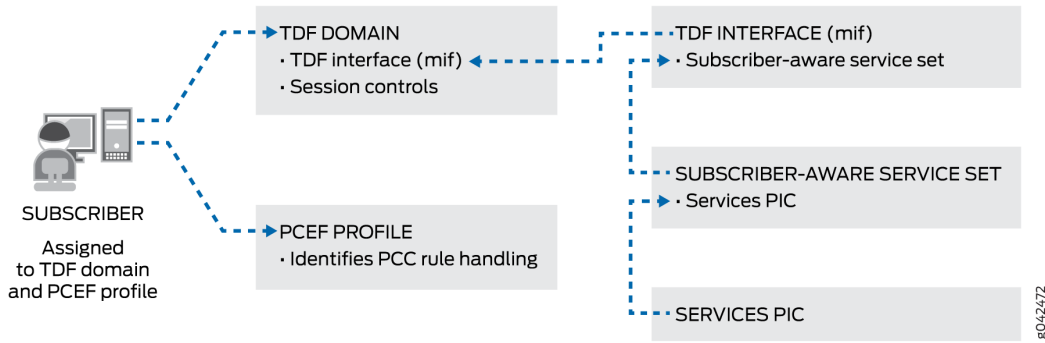 SUBSCRIBER
Assigned
to TDF domain
and PCEF profile
TDF DOMAIN
· TDF interface (mif)
· Session controls
PCEF PROFILE
· Identifies PCC rule handling
TDF INTERFACE (mif)
· Subscriber-aware service set
SUBSCRIBER-AWARE SERVICE SET
· Services PIC
SERVICES PIC
g042472